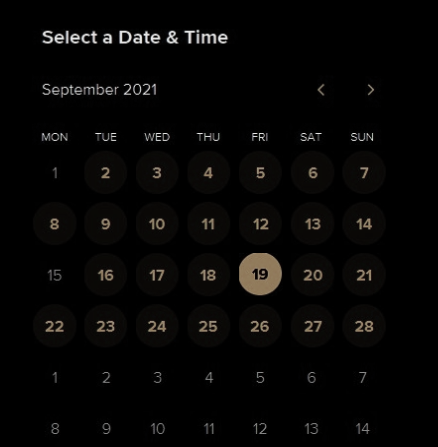 Select a Date & Time
September 2021
MON TUE WED THU FRI SAT SUN
1 2 3 4 5 6 7
8 9 10 11 12 13 14
15 16 17 18 19 20 21
22 23 24 25 26 27 28
1 2 3 4 5 6 7
8 9 10 11 12 13 14